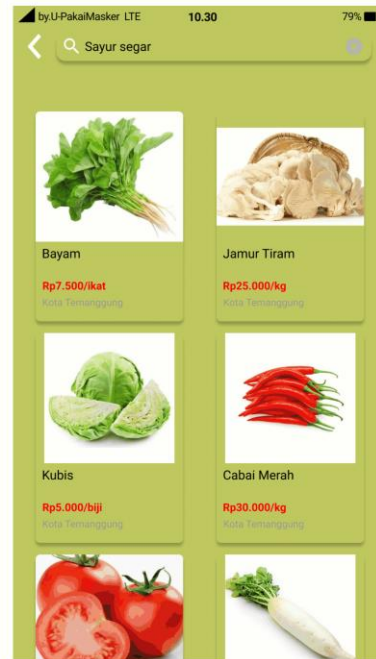 by.U-PakaiMasker LTE 10.30 79%
Sayur segar
Bayam
Rp7.500/ikat
Kota Temanggung
Jamur Tiram
Rp25.000/kg
Kota Temanggung
Kubis
Rp5.000/biji
Kota Temanggung
Cabai Merah
Rp30.000/kg
Kota Temanggung